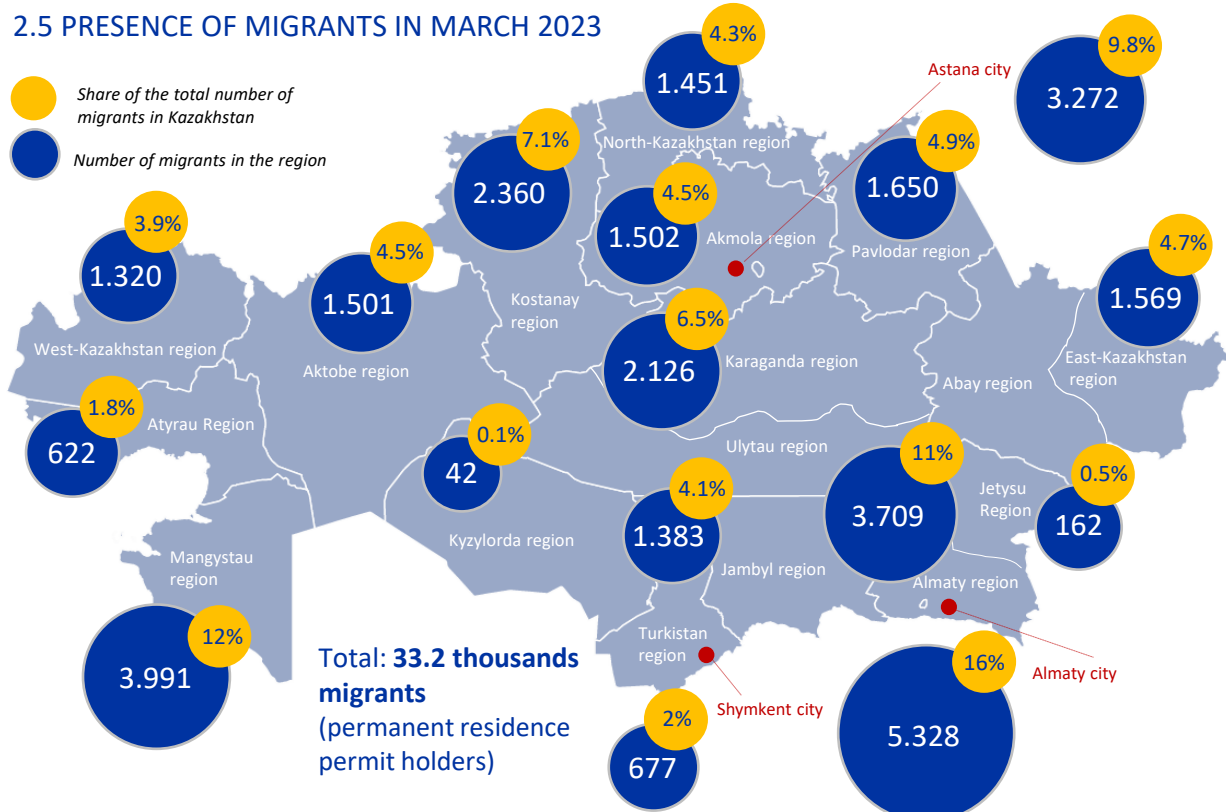 2.5 PRESENCE OF MIGRANTS IN MARCH 2023
Share of the total number of
migrants in Kazakhstan
Number of migrants in the region
4.3%
1.451
North-Kazakhstan region
Astana city
9.8%
3.272
7.1%
2.360
4.5%
1.502
Akmola region
4.9%
1.650
Pavlodar region
3.9%
1.320
West-Kazakhstan region
4.5%
1.501
Aktobe region
Kostanay
region
6.5%
2.126
Karaganda region
Abay region
4.7%
1.569
East-Kazakhstan
region
1.8%
622
Atyrau Region
0.1%
42
Kyzylorda region
Ulytau region
4.1%
1.383
Jambyl region
11%
3.709
Almaty region
Jetysu
Region
0.5%
162
Mangystau
region
12%
3.991
Total: 33.2 thousands
migrants
(permanent residence
permit holders)
Turkistan
region
Shymkent city
2%
677
Almaty city
16%
5.328